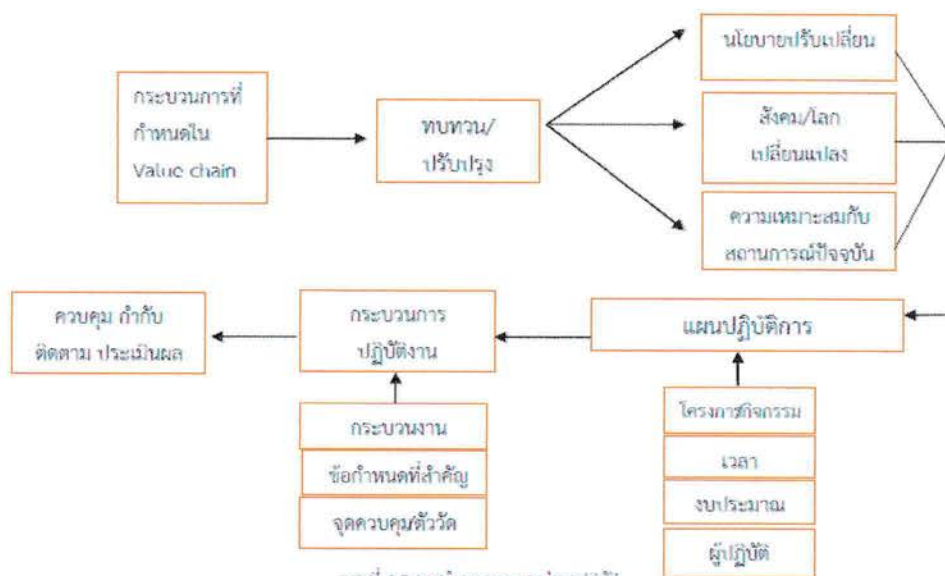 กระบวนการที่
กำหนดใน
Value chain
ทบทวน/
ปรับปรุง
นโยบายปรับเปลี่ยน
สังคม/โลก
เปลี่ยนแปลง
ความเหมาะสมกับ
สถานการณ์ปัจจุบัน
ควบคุม กำกับ
ติดตาม ประเมินผล
กระบวนการ
ปฏิบัติงาน
แผนปฏิบัติการ
กระบวนงาน
ข้อกำหนดที่สำคัญ
จุดควบคุม/ตัววัด
โครงการ/กิจกรรม
เวลา
งบประมาณ
ผู้ปฏิบัติ